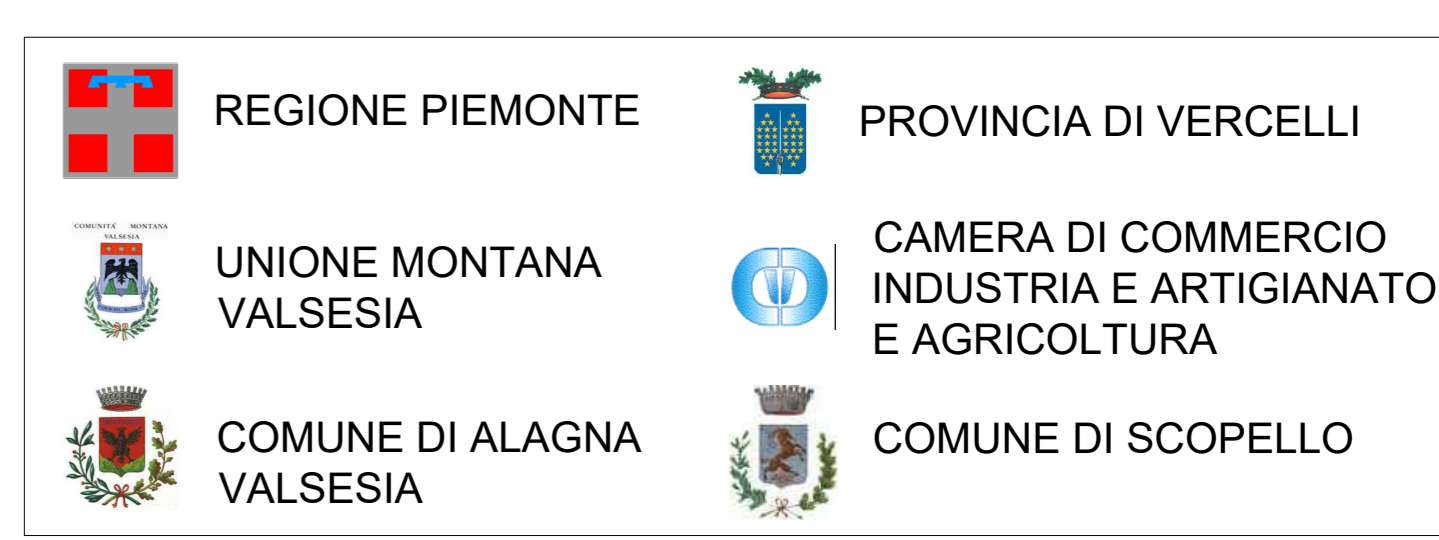 REGIONE PIEMONTE
PROVINCIA DI VERCELLI
COMUNITÀ MONTANA
VALSESIA
UNIONE MONTANA
VALSESIA
CAMERA DI COMMERCIO
INDUSTRIA E ARTIGIANATO
E AGRICOLTURA
COMUNE DI ALAGNA
VALSESIA
COMUNE DI SCOPELLO